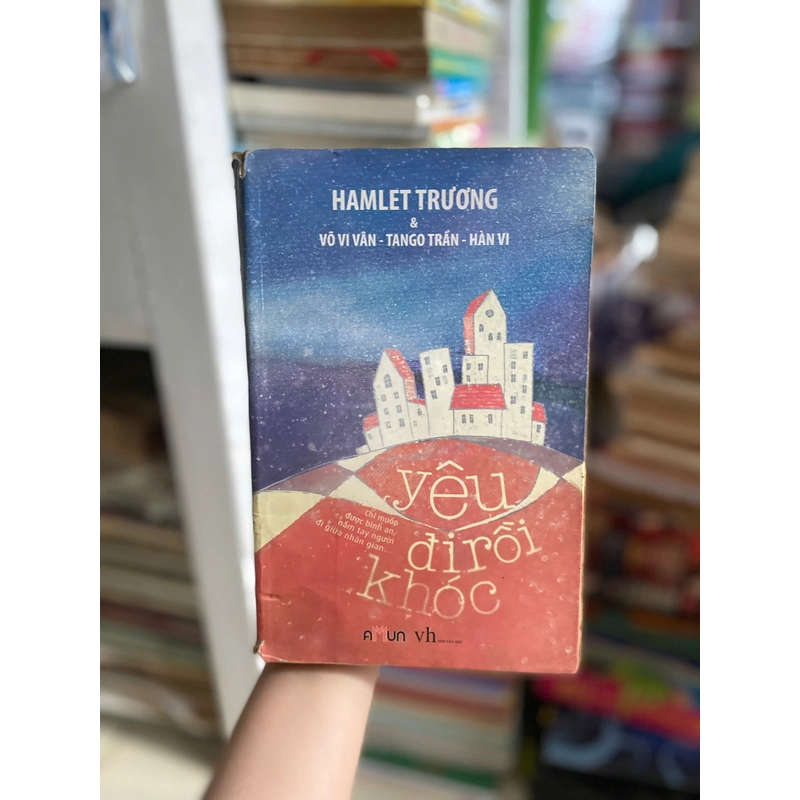 HAMLET TRƯƠNG
&
VÕ VI VÂN - TANGO TRẦN - HÀN VI
yêu
đi rồi
khóc
Chỉ muốn
được bình an,
nắm tay người
đi giữa nhân gian...
AMUN vh